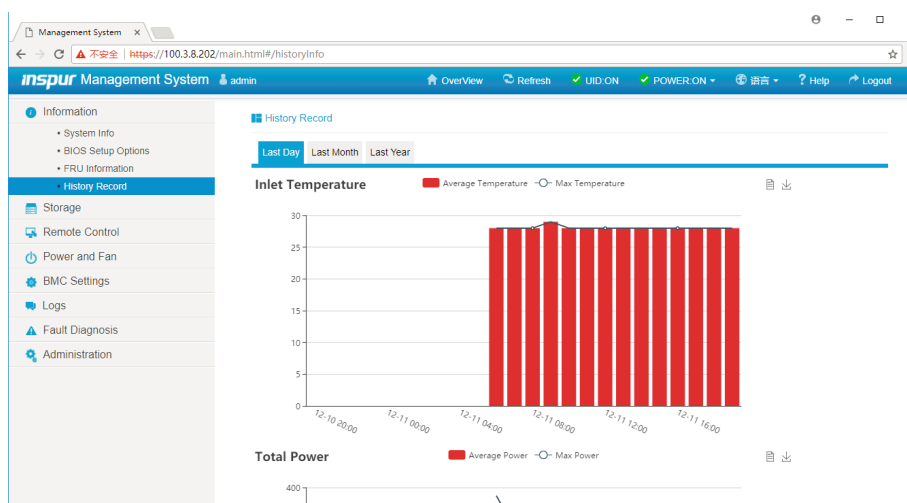 Management System
不安全 | https://100.3.8.202/main.html#/historyInfo
inspur Management System admin OverView Refresh UID:ON POWER:ON 语言 ? Help Logout
Information
• System Info
• BIOS Setup Options
• FRU Information
• History Record
Storage
Remote Control
Power and Fan
BMC Settings
Logs
Fault Diagnosis
Administration
History Record
Last Day Last Month Last Year
Inlet Temperature Average Temperature Max Temperature
30
25
20
15
10
5
0
12-10 20:00 12-11 00:00 12-11 04:00 12-11 08:00 12-11 12:00 12-11 16:00
Total Power Average Power Max Power
400